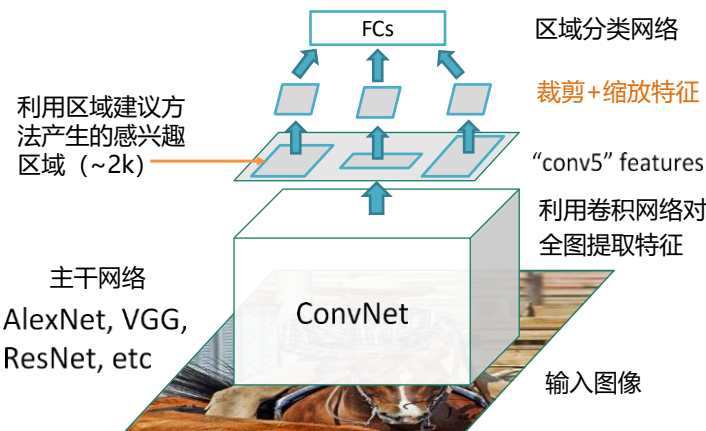 FCs
区域分类网络
裁剪+缩放特征
利用区域建议方
法产生的感兴趣
区域（~2k）
“conv5” features
利用卷积网络对
全图提取特征
主干网络
AlexNet, VGG,
ResNet, etc
ConvNet
输入图像